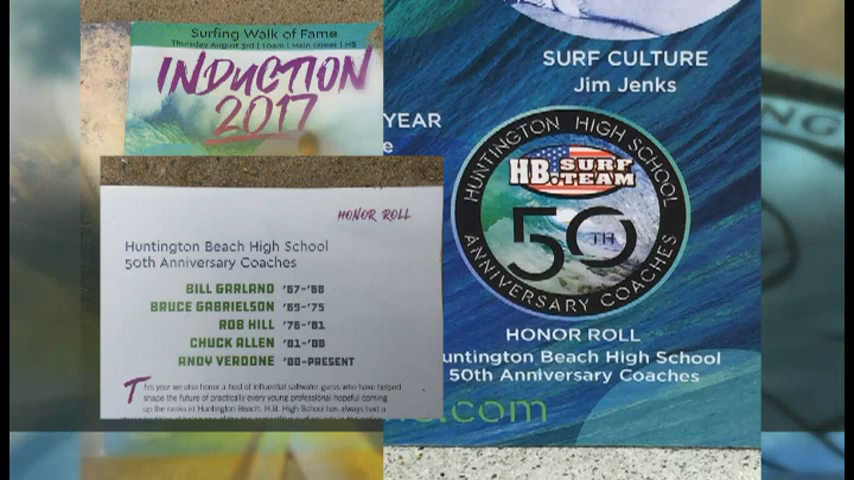 Surfing Walk of Fame
Thursday August 3rd | 10am | Main Street | HB
INDUCTION
2017
HONOR ROLL
Huntington Beach High School
50th Anniversary Coaches
BILL GARLAND '67-'68
BRUCE GABRIELSON '69-'75
ROB HILL '76-'81
CHUCK ALLEN '81-'88
ANDY VERDONE '88-PRESENT
This year we also honor a host of influential saltwater gurus who have helped
shape the future of practically every young professional hopeful coming
up the ranks in Huntington Beach. H.B. High School has always had a
SURF CULTURE
Jim Jenks
YEAR
e
HUNTINGTON HIGH SCHOOL
HB. SURF
TEAM
50TH
ANNIVERSARY COACHES
HONOR ROLL
untington Beach High School
50th Anniversary Coaches
.com
NG